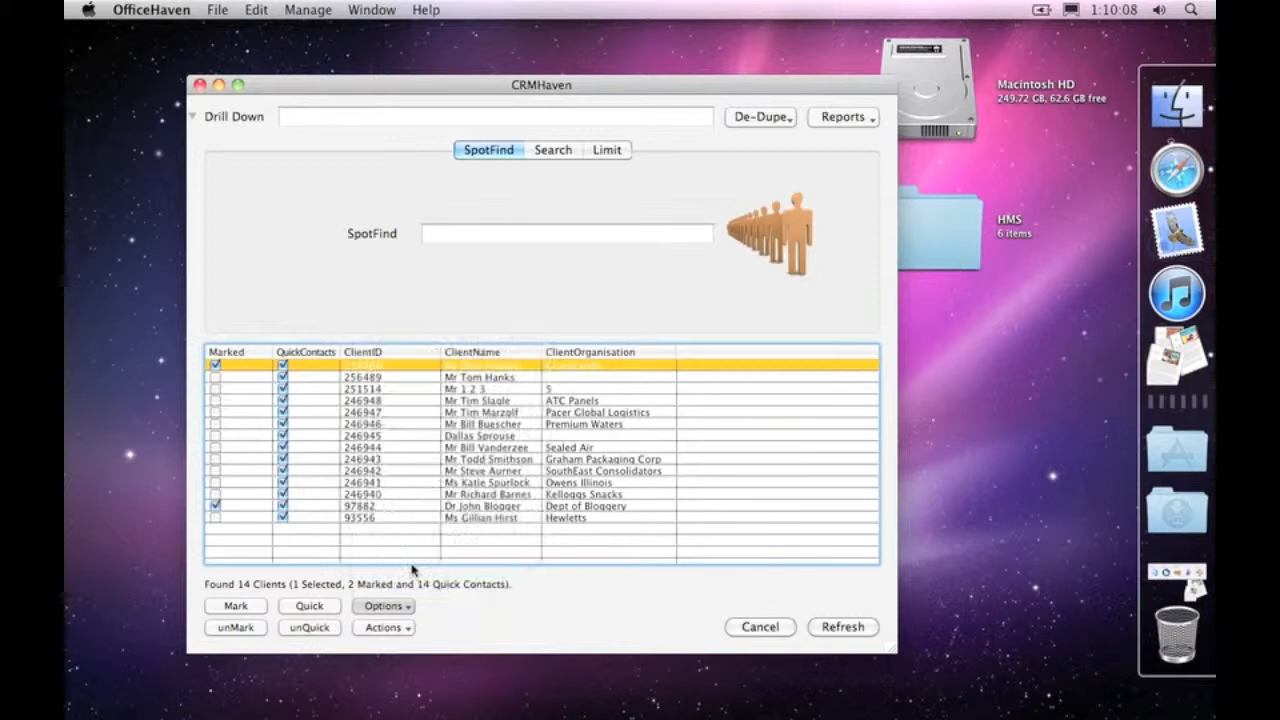 OfficeHaven File Edit Manage Window Help 1:10:08
CRMHaven
Macintosh HD
249.72 GB, 62.6 GB free
Drill Down De-Dupe Reports
SpotFind Search Limit
SpotFind
HMS
6 items
Marked QuickContacts ClientID ClientName ClientOrganisation
256489 Mr Tom Hanks
251514 Mr 1 2 3 5
246948 Mr Tim Slagle ATC Panels
246947 Mr Tim Marzolf Pacer Global Logistics
246946 Mr Bill Buescher Premium Waters
246945 Dallas Sprouse
246944 Mr Bill Vanderzee Sealed Air
246943 Mr Todd Smithson Graham Packaging Corp
246942 Mr Steve Aurner SouthEast Consolidators
246941 Ms Katie Spurlock Owens Illinois
246940 Mr Richard Barnes Kelloggs Snacks
97882 Dr John Blogger Dept of Bloggery
93556 Ms Gillian Hirst Hewletts
Found 14 Clients (1 Selected, 2 Marked and 14 Quick Contacts).
Mark Quick Options
unMark unQuick Actions Cancel Refresh